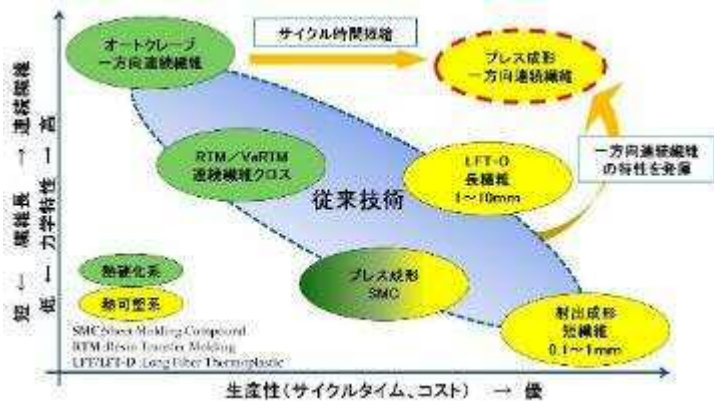 オートクレーブ
一方向連続繊維
サイクル時間短縮
プレス成形
一方向連続繊維
RTM/VaRTM
連続繊維クロス
LFT-D
長繊維
1~10mm
一方向連続繊維
の特性を発揮
従来技術
プレス成形
SMC
射出成形
短繊維
0.1~1mm
熱硬化系
熱可塑系
SMC:Sheet Molding Compound
RTM:Resin Transfer Molding
LFT/LFT-D :Long Fiber Thermoplastic
短 ← 繊維長 → 連続繊維
低 ← 力学特性 → 高
生産性(サイクルタイム、コスト) → 優